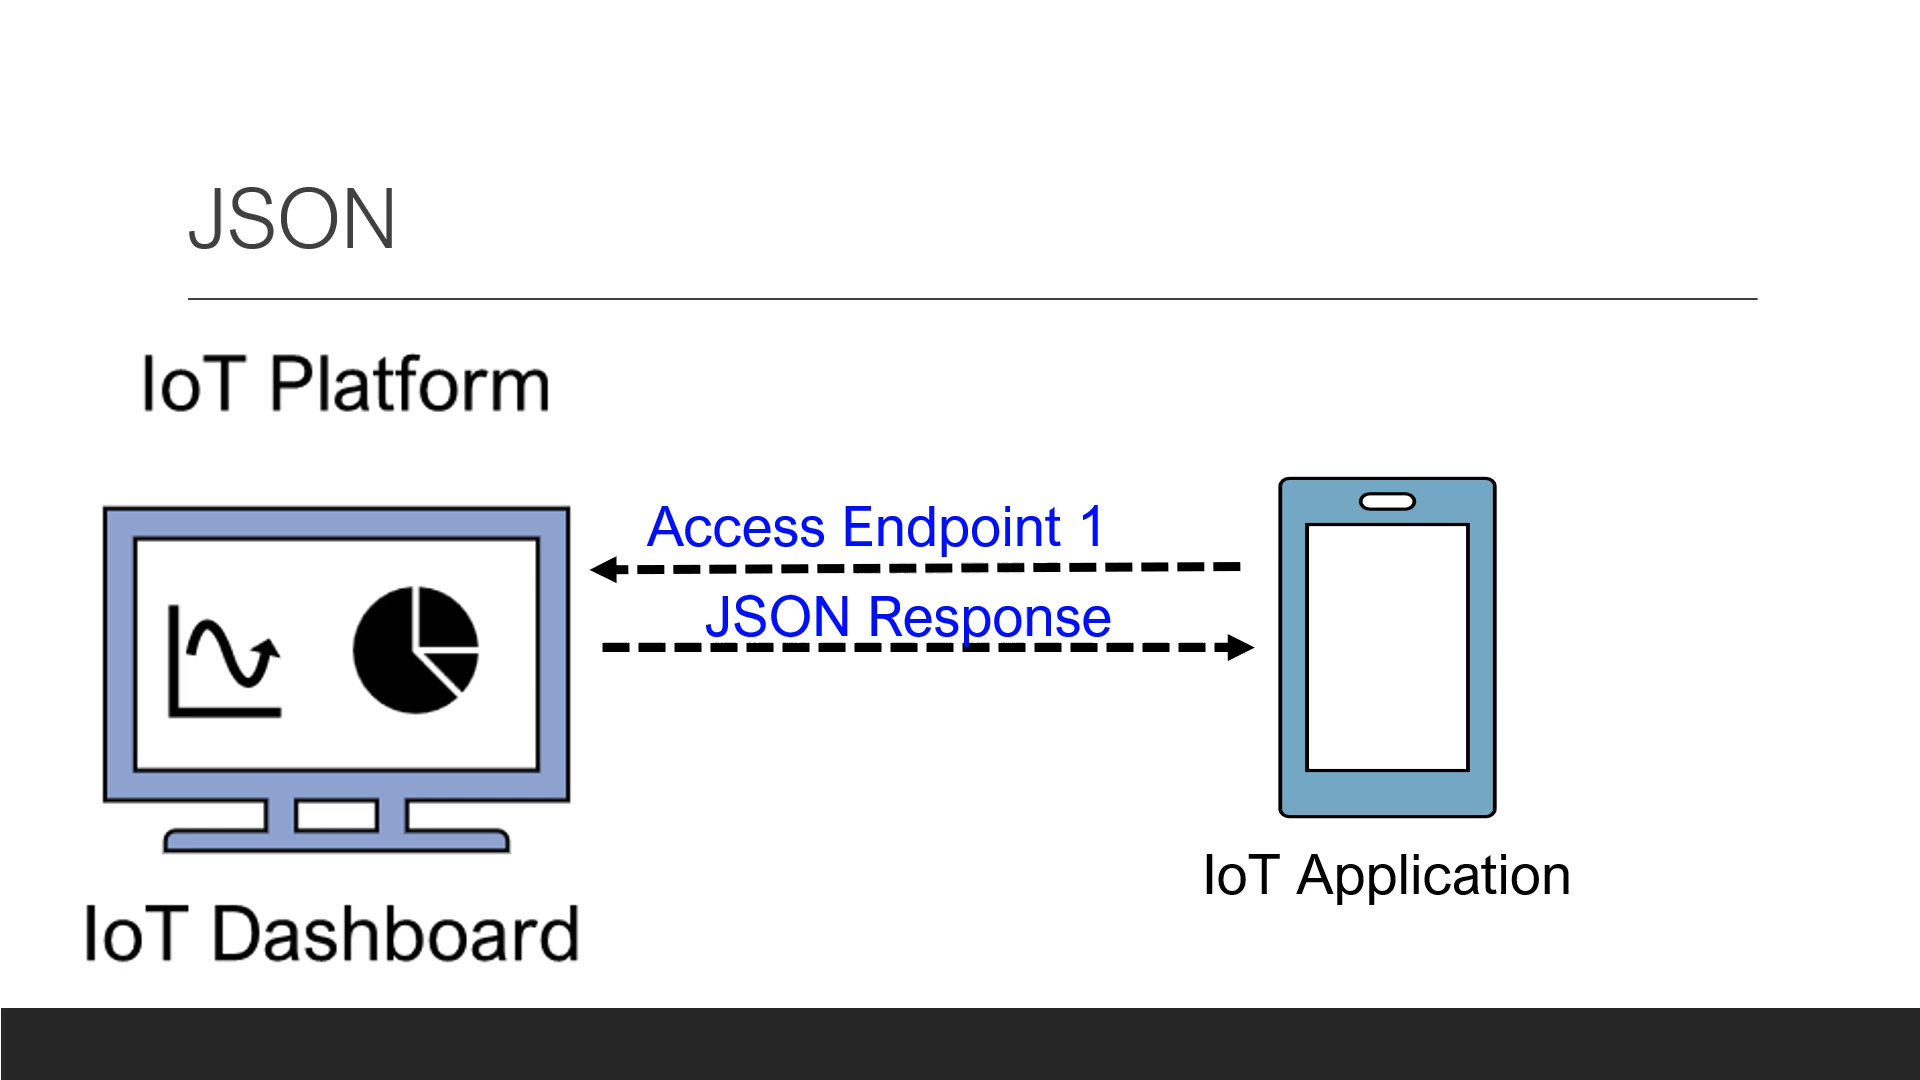 JSON
IoT Platform
Access Endpoint 1
JSON Response
IoT Application
IoT Dashboard